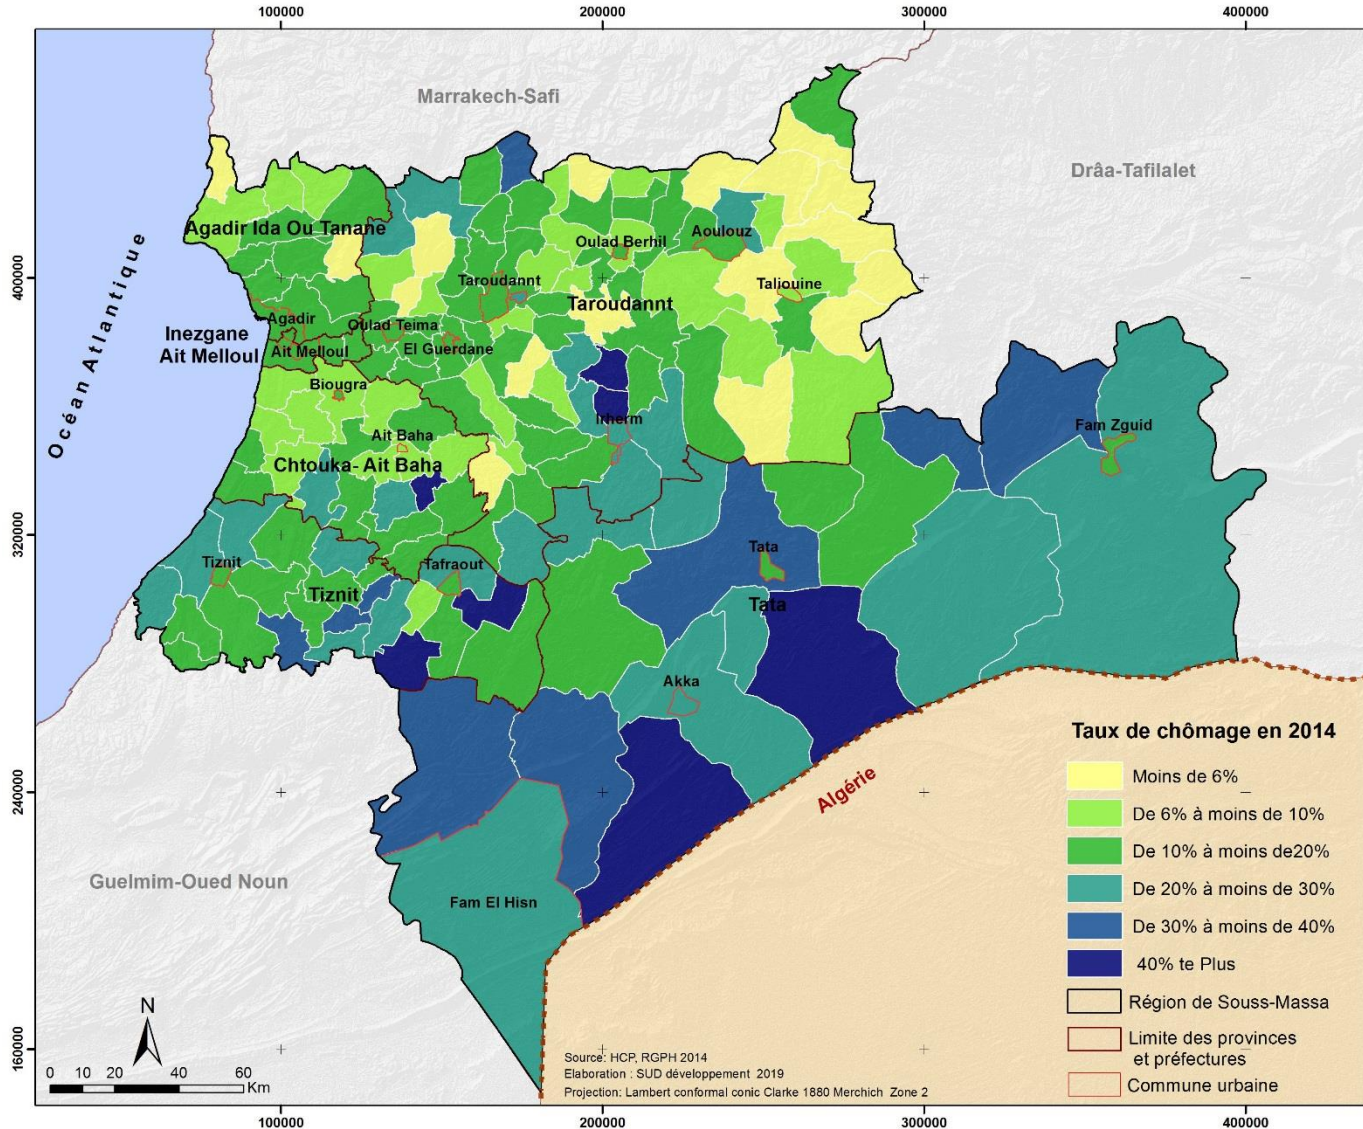 100000
200000
300000
400000
Marrakech-Safi
Drâa-Tafilalet
Agadir Ida Ou Tanane
Oulad Berhil
Aoulouz
400000
Taroudannt
Taliouine
Taroudannt
Océan Atlantique
Agadir
Oulad Teima
Inezgane
Ait Melloul
Ait Melloul
El Guerdane
Biougra
Irherm
Fam Zguid
Ait Baha
Chtouka- Ait Baha
320000
Tiznit
Tafraout
Tata
Tiznit
Tata
Akka
240000
Algérie
Guelmim-Oued Noun
Fam El Hisn
Taux de chômage en 2014
Moins de 6%
De 6% à moins de 10%
De 10% à moins de20%
De 20% à moins de 30%
De 30% à moins de 40%
40% te Plus
Région de Souss-Massa
Limite des provinces
et préfectures
Commune urbaine
N
160000
0 10 20 40 60
Km
Source: HCP, RGPH 2014
Elaboration : SUD développement 2019
Projection: Lambert conformal conic Clarke 1880 Merchich Zone 2
100000
200000
300000
400000